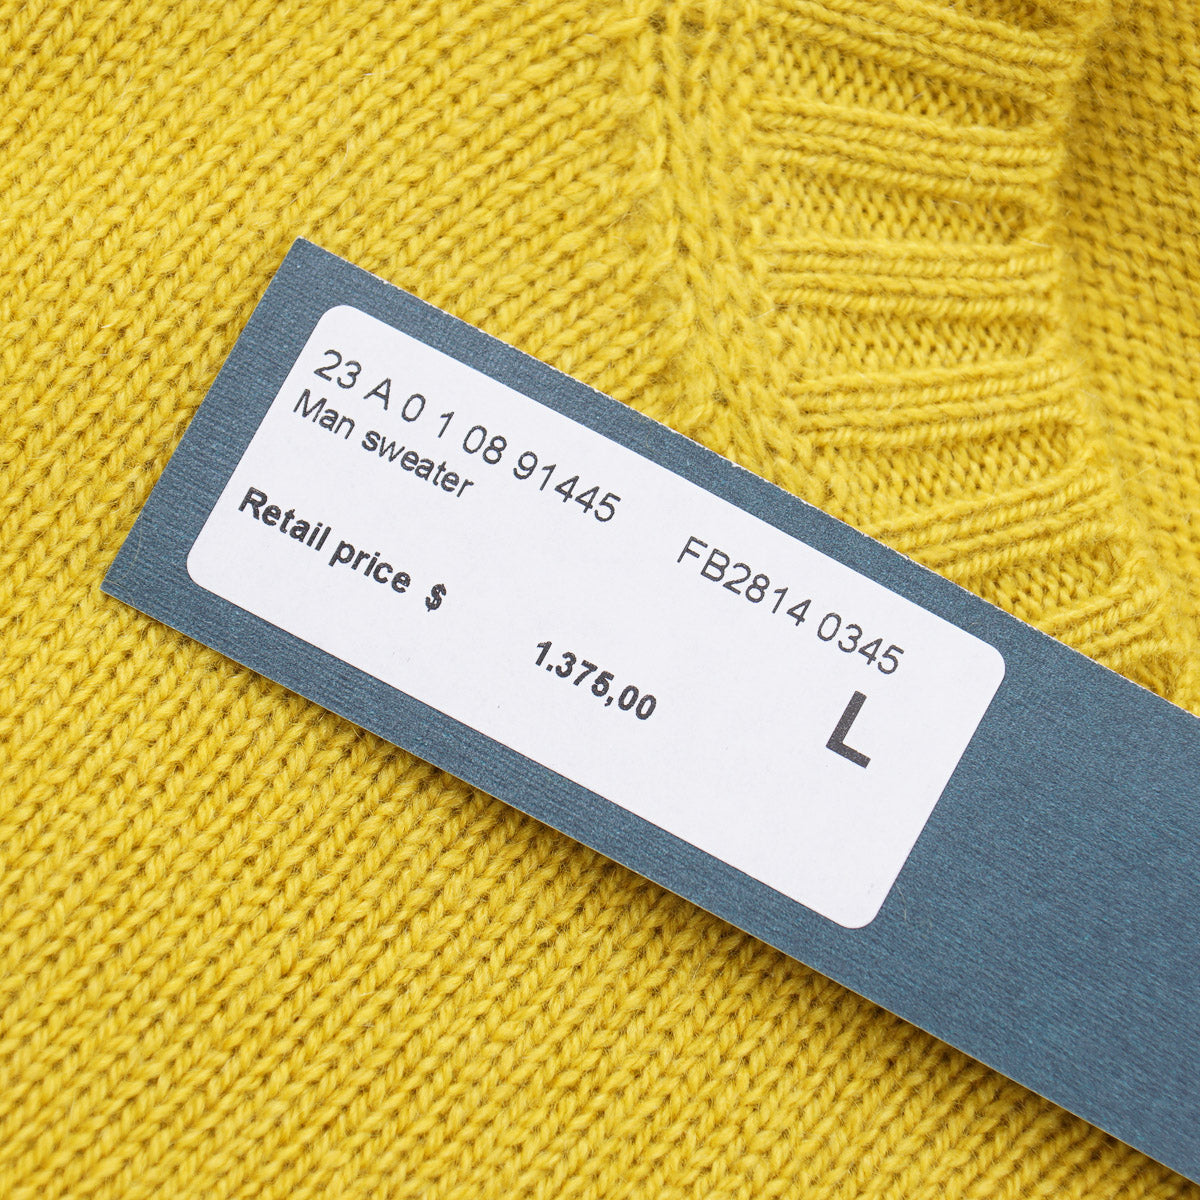 23 A 0 1 08 91445 FB2814 0345
Man sweater L
Retail price $ 1.375,00